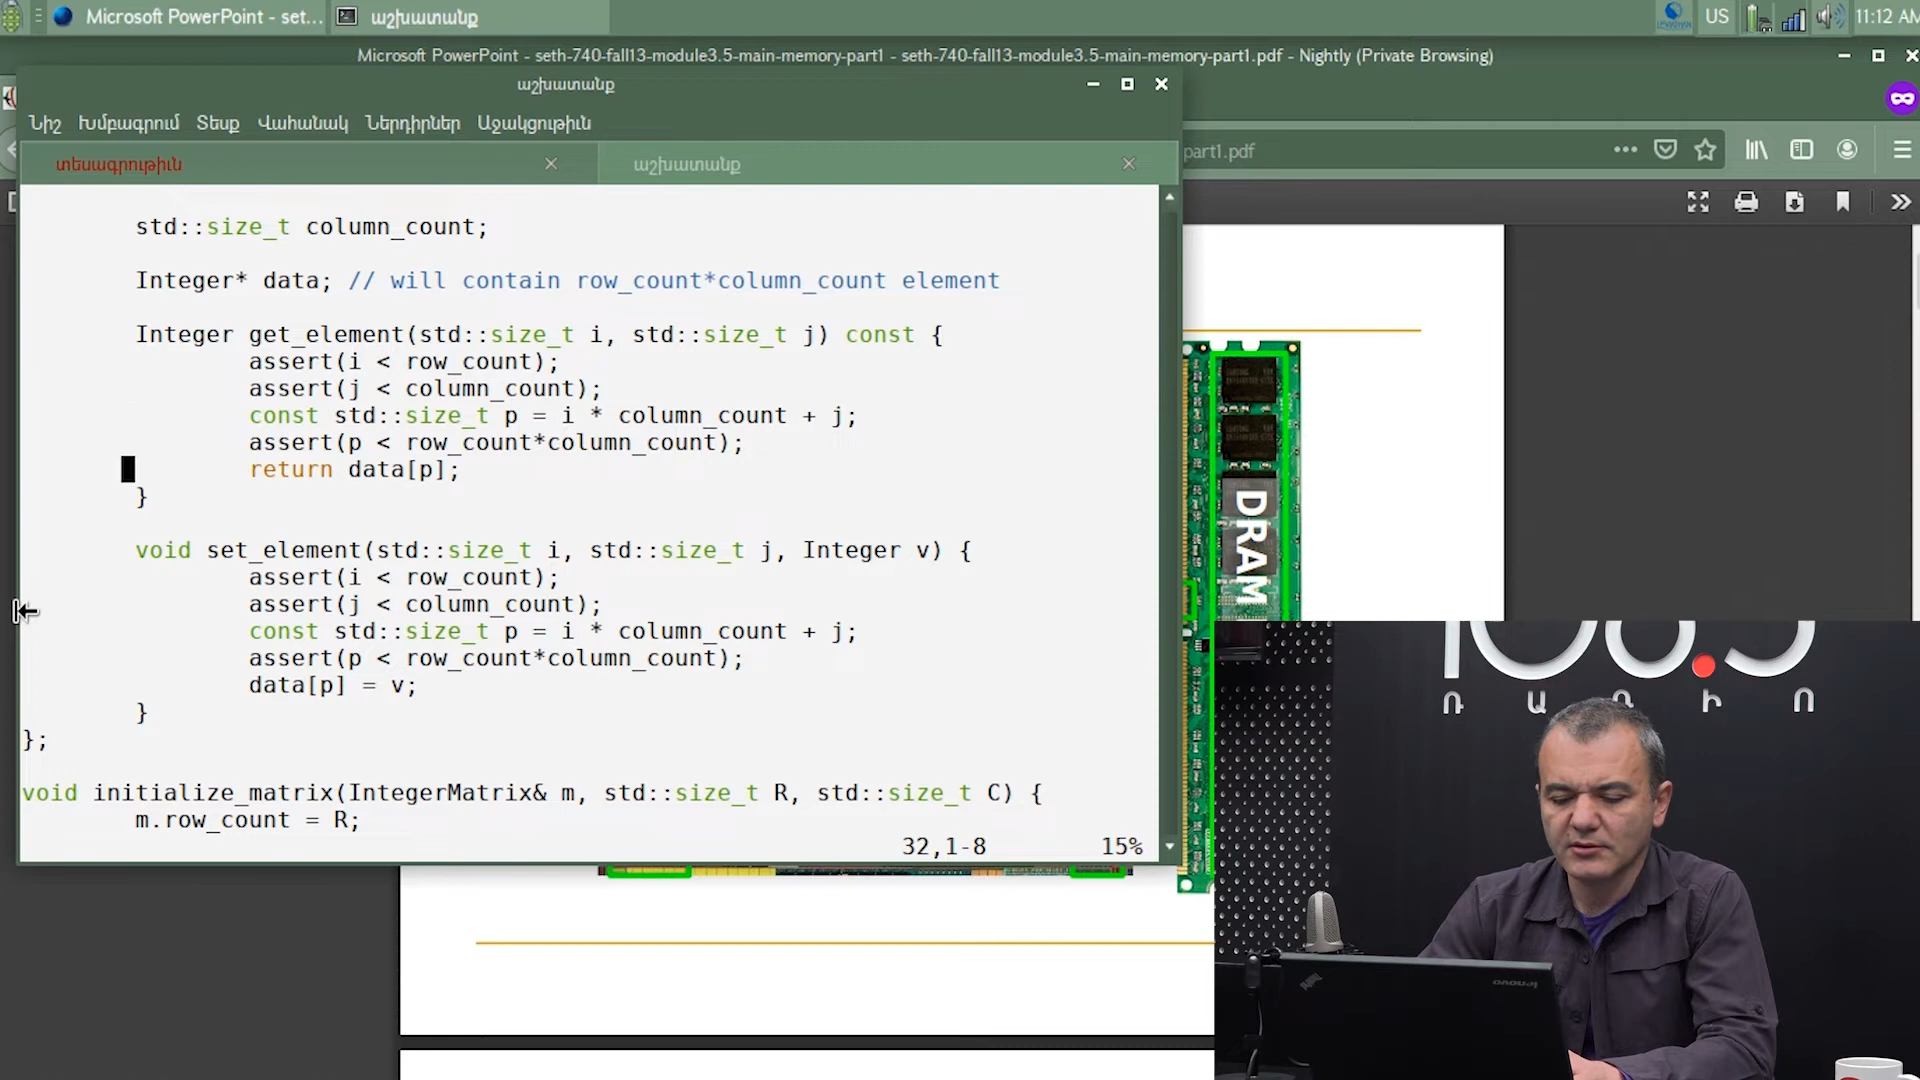 Microsoft PowerPoint - set...
աշխատանք
US
11:12 AM
Microsoft PowerPoint - seth-740-fall13-module3.5-main-memory-part1 - seth-740-fall13-module3.5-main-memory-part1.pdf - Nightly (Private Browsing)
աշխատանք
Նիշ Խմբագրում Տեսք Վահանակ Ներդիրներ Աջակցութիւն
part1.pdf
տեսագրութիւն
աշխատանք
std::size_t column_count;
Integer* data; // will contain row_count*column_count element
Integer get_element(std::size_t i, std::size_t j) const {
assert(i < row_count);
assert(j < column_count);
const std::size_t p = i * column_count + j;
assert(p < row_count*column_count);
return data[p];
}
void set_element(std::size_t i, std::size_t j, Integer v) {
assert(i < row_count);
assert(j < column_count);
const std::size_t p = i * column_count + j;
assert(p < row_count*column_count);
data[p] = v;
}
};
void initialize_matrix(IntegerMatrix& m, std::size_t R, std::size_t C) {
m.row_count = R;
32,1-8 15%
DRAM
lenovo